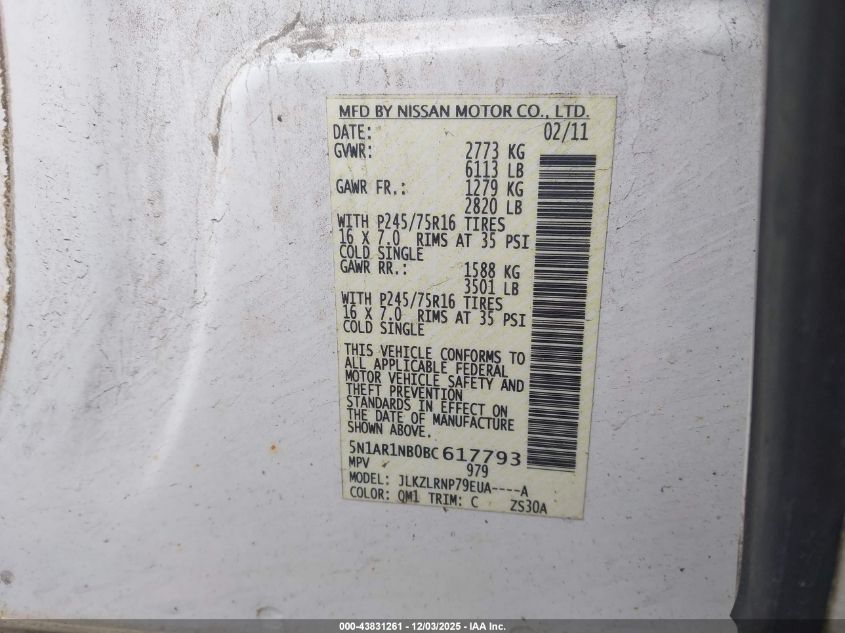 MFD BY NISSAN MOTOR CO., LTD.
DATE: 02/11
GVWR: 2773 KG
6113 LB
GAWR FR.: 1279 KG
2820 LB
WITH P245/75R16 TIRES
16 X 7.0 RIMS AT 35 PSI
COLD SINGLE
GAWR RR.: 1588 KG
3501 LB
WITH P245/75R16 TIRES
16 X 7.0 RIMS AT 35 PSI
COLD SINGLE
THIS VEHICLE CONFORMS TO
ALL APPLICABLE FEDERAL
MOTOR VEHICLE SAFETY AND
THEFT PREVENTION
STANDARDS IN EFFECT ON
THE DATE OF MANUFACTURE
SHOWN ABOVE.
5N1AR1NB0BC617793
MPV 979
MODEL: JLKZLRNP79EUA----A
COLOR: QM1 TRIM: C ZS30A
000-43831261 - 12/03/2025 - IAA Inc.